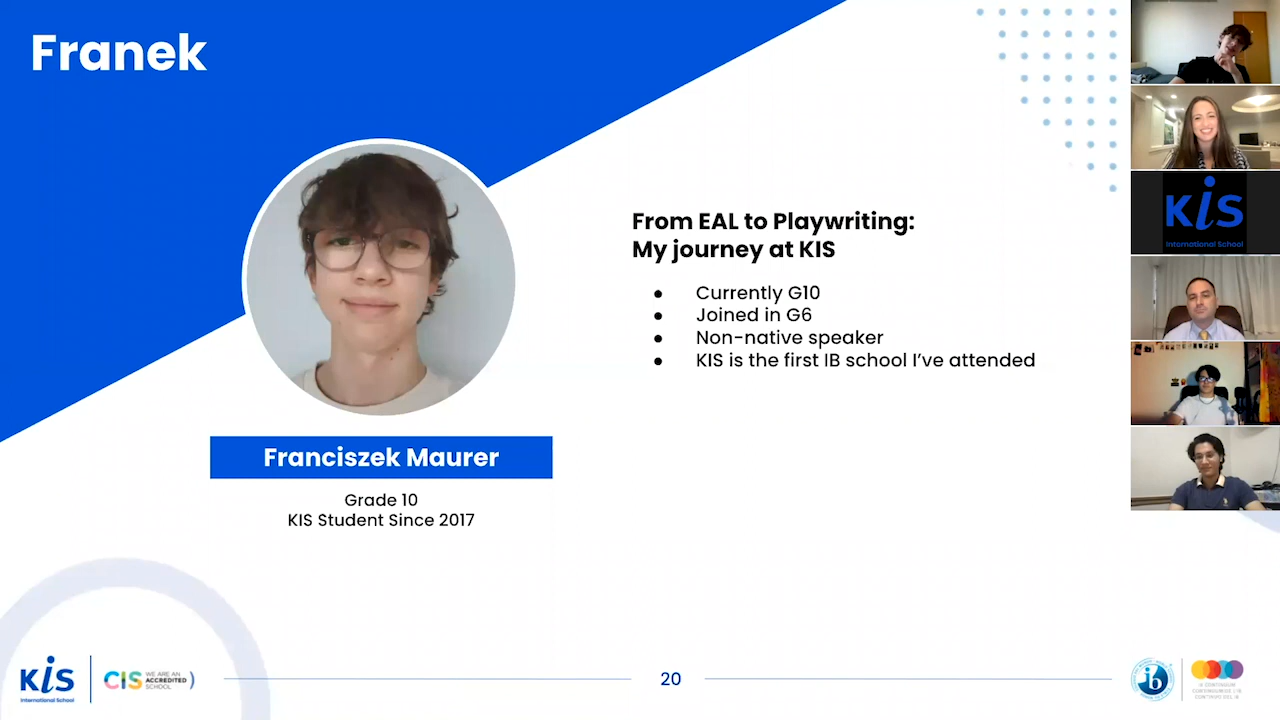 Franek
From EAL to Playwriting:
My journey at KIS
● Currently G10
● Joined in G6
● Non-native speaker
● KIS is the first IB school I've attended
Franciszek Maurer
Grade 10
KIS Student Since 2017
KiS
International School
KiS
International School
CIS
WE ARE AN
ACCREDITED
SCHOOL
20
ib